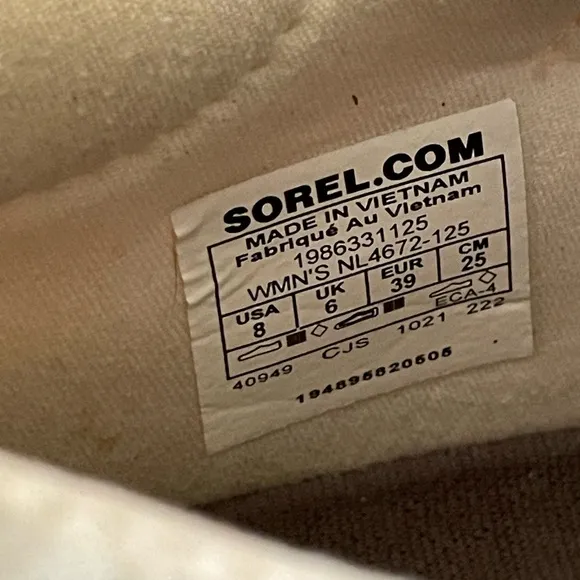 SOREL.COM
MADE IN VIETNAM
Fabriqué Au Vietnam
1986331125
WMN'S NL4672-125
USA UK EUR CM
8 6 39 25
ECA-4
40949 CJS 1021 222
194895820505